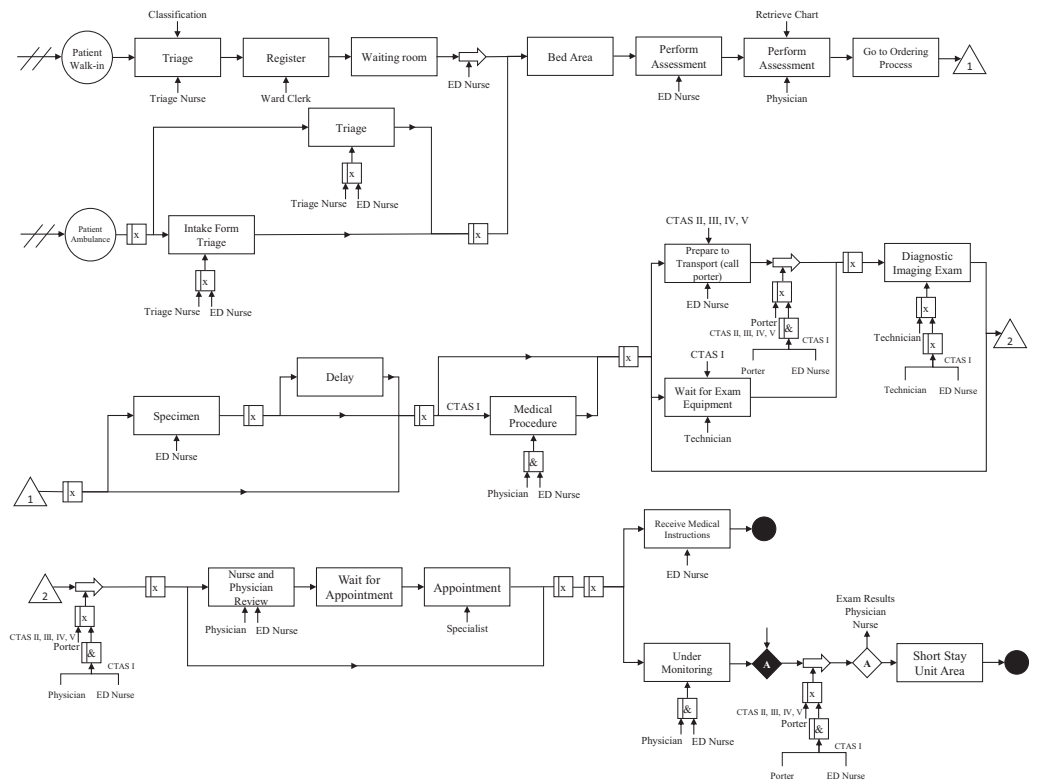 Classification
Retrieve Chart
Patient
Walk-in
Triage
Register
Waiting room
Bed Area
Perform
Assessment
Perform
Assessment
Go to Ordering
Process
1
Triage Nurse
Ward Clerk
ED Nurse
ED Nurse
Physician
Triage
x
Triage Nurse
ED Nurse
Patient
Ambulance
x
Intake Form
Triage
x
x
Triage Nurse
ED Nurse
CTAS II, III, IV, V
Prepare to
Transport (call
porter)
x
Diagnostic
Imaging Exam
ED Nurse
x
Porter
CTAS II, III, IV, V
&
CTAS I
Porter
ED Nurse
x
Technician
x
CTAS I
Technician
ED Nurse
2
CTAS I
Wait for Exam
Equipment
Technician
Delay
x
Specimen
x
x
CTAS I
Medical
Procedure
ED Nurse
&
Physician
ED Nurse
1
x
Receive Medical
Instructions
ED Nurse
2
x
Nurse and
Physician
Review
Wait for
Appointment
Appointment
x
x
Physician
ED Nurse
Specialist
x
CTAS II, III, IV, V
Porter
&
CTAS I
Physician
ED Nurse
Exam Results
Physician
Nurse
Under
Monitoring
A
A
Short Stay
Unit Area
&
Physician
ED Nurse
x
CTAS II, III, IV, V
Porter
&
CTAS I
Porter
ED Nurse